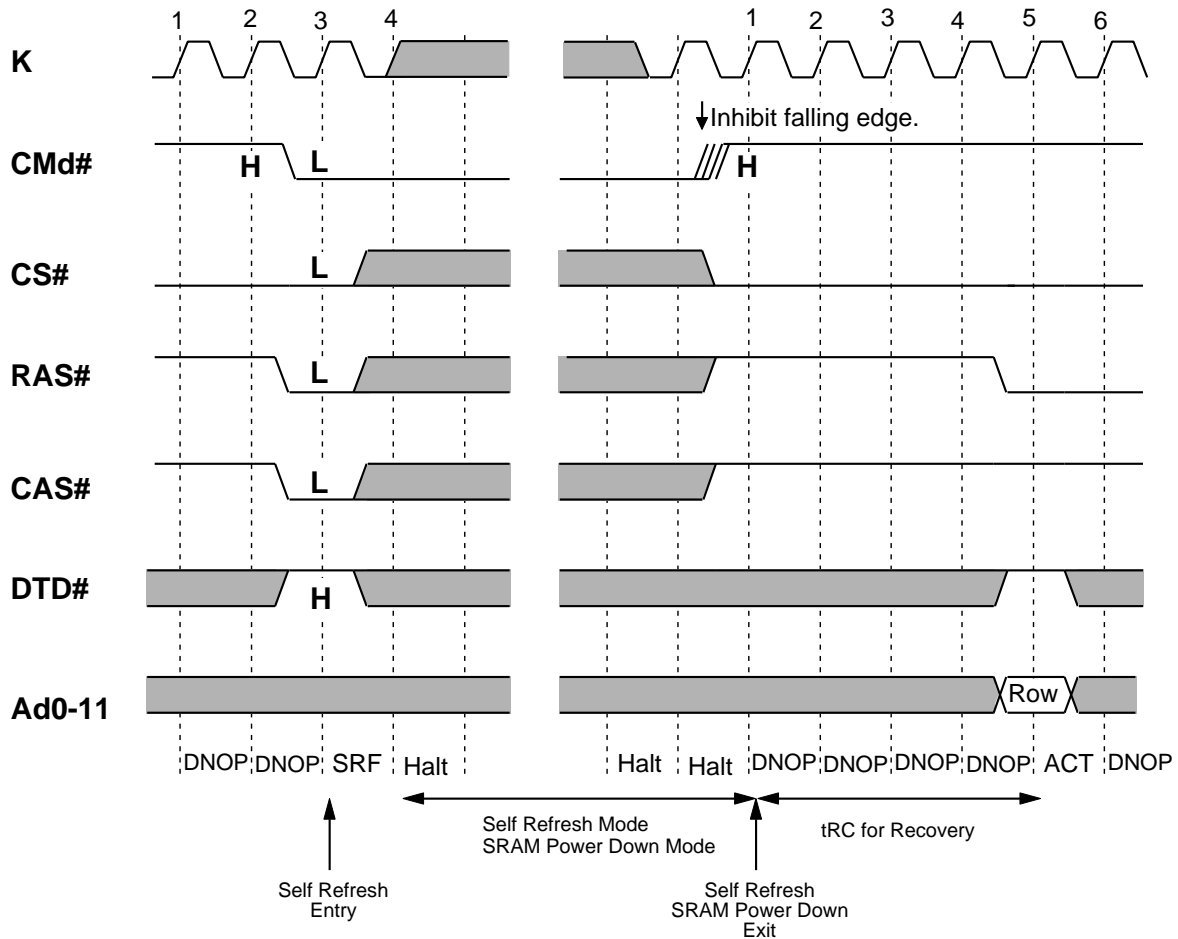 1 2 3 4 1 2 3 4 5 6
K
Inhibit falling edge.
CMd# H L H
CS# L
RAS# L
CAS# L
DTD# H
Ad0-11 Row
DNOP DNOP SRF Halt Halt Halt DNOP DNOP DNOP DNOP ACT DNOP
Self Refresh Mode
SRAM Power Down Mode
tRC for Recovery
Self Refresh
Entry
Self Refresh
SRAM Power Down
Exit